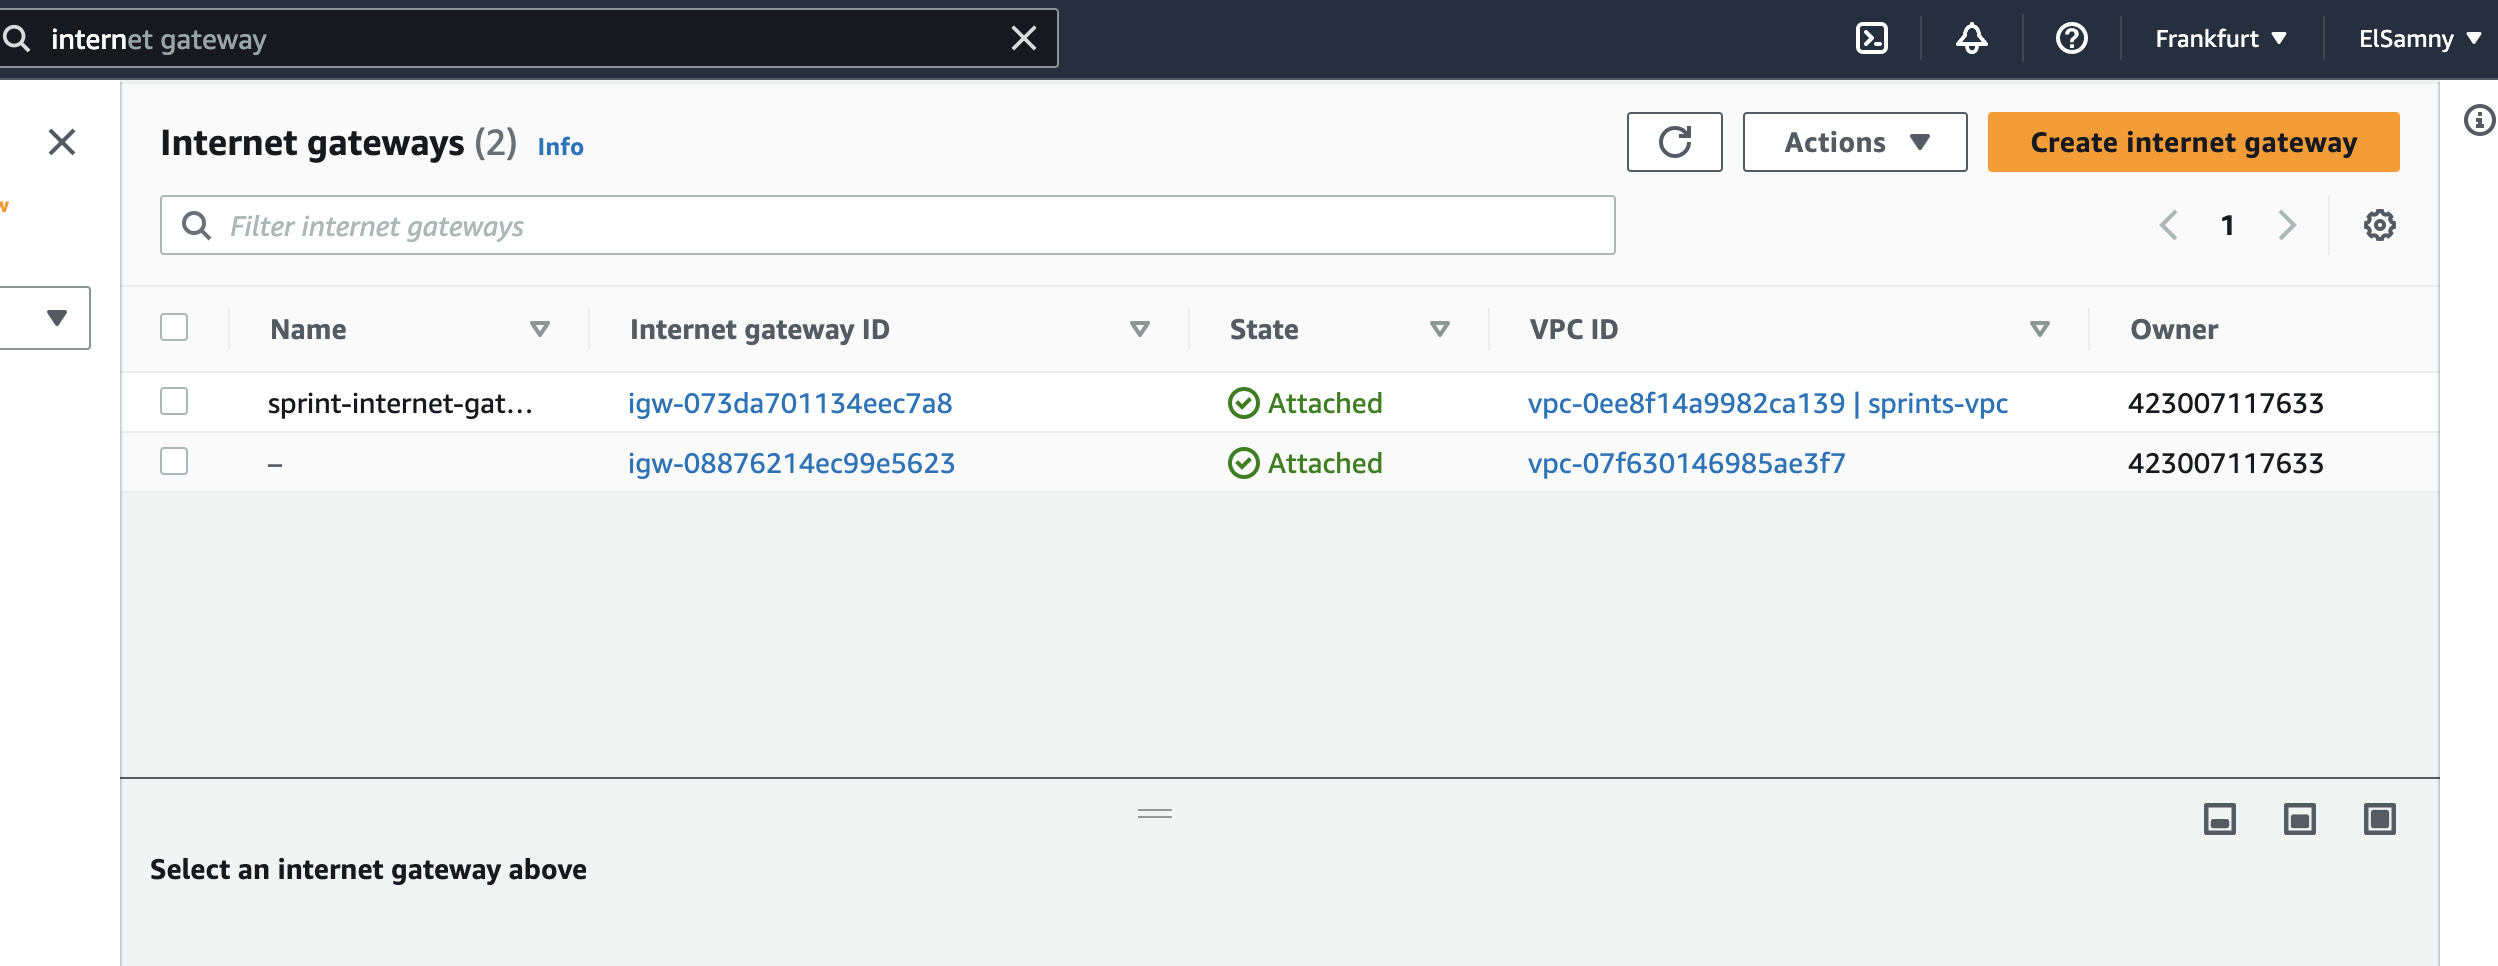 internet gateway
Frankfurt
ElSamny
Internet gateways (2) Info
Actions
Create internet gateway
Filter internet gateways
1
Name
Internet gateway ID
State
VPC ID
Owner
sprint-internet-gat...
igw-073da701134eec7a8
Attached
vpc-0ee8f14a9982ca139 | sprints-vpc
423007117633
–
igw-08876214ec99e5623
Attached
vpc-07f630146985ae3f7
423007117633
Select an internet gateway above